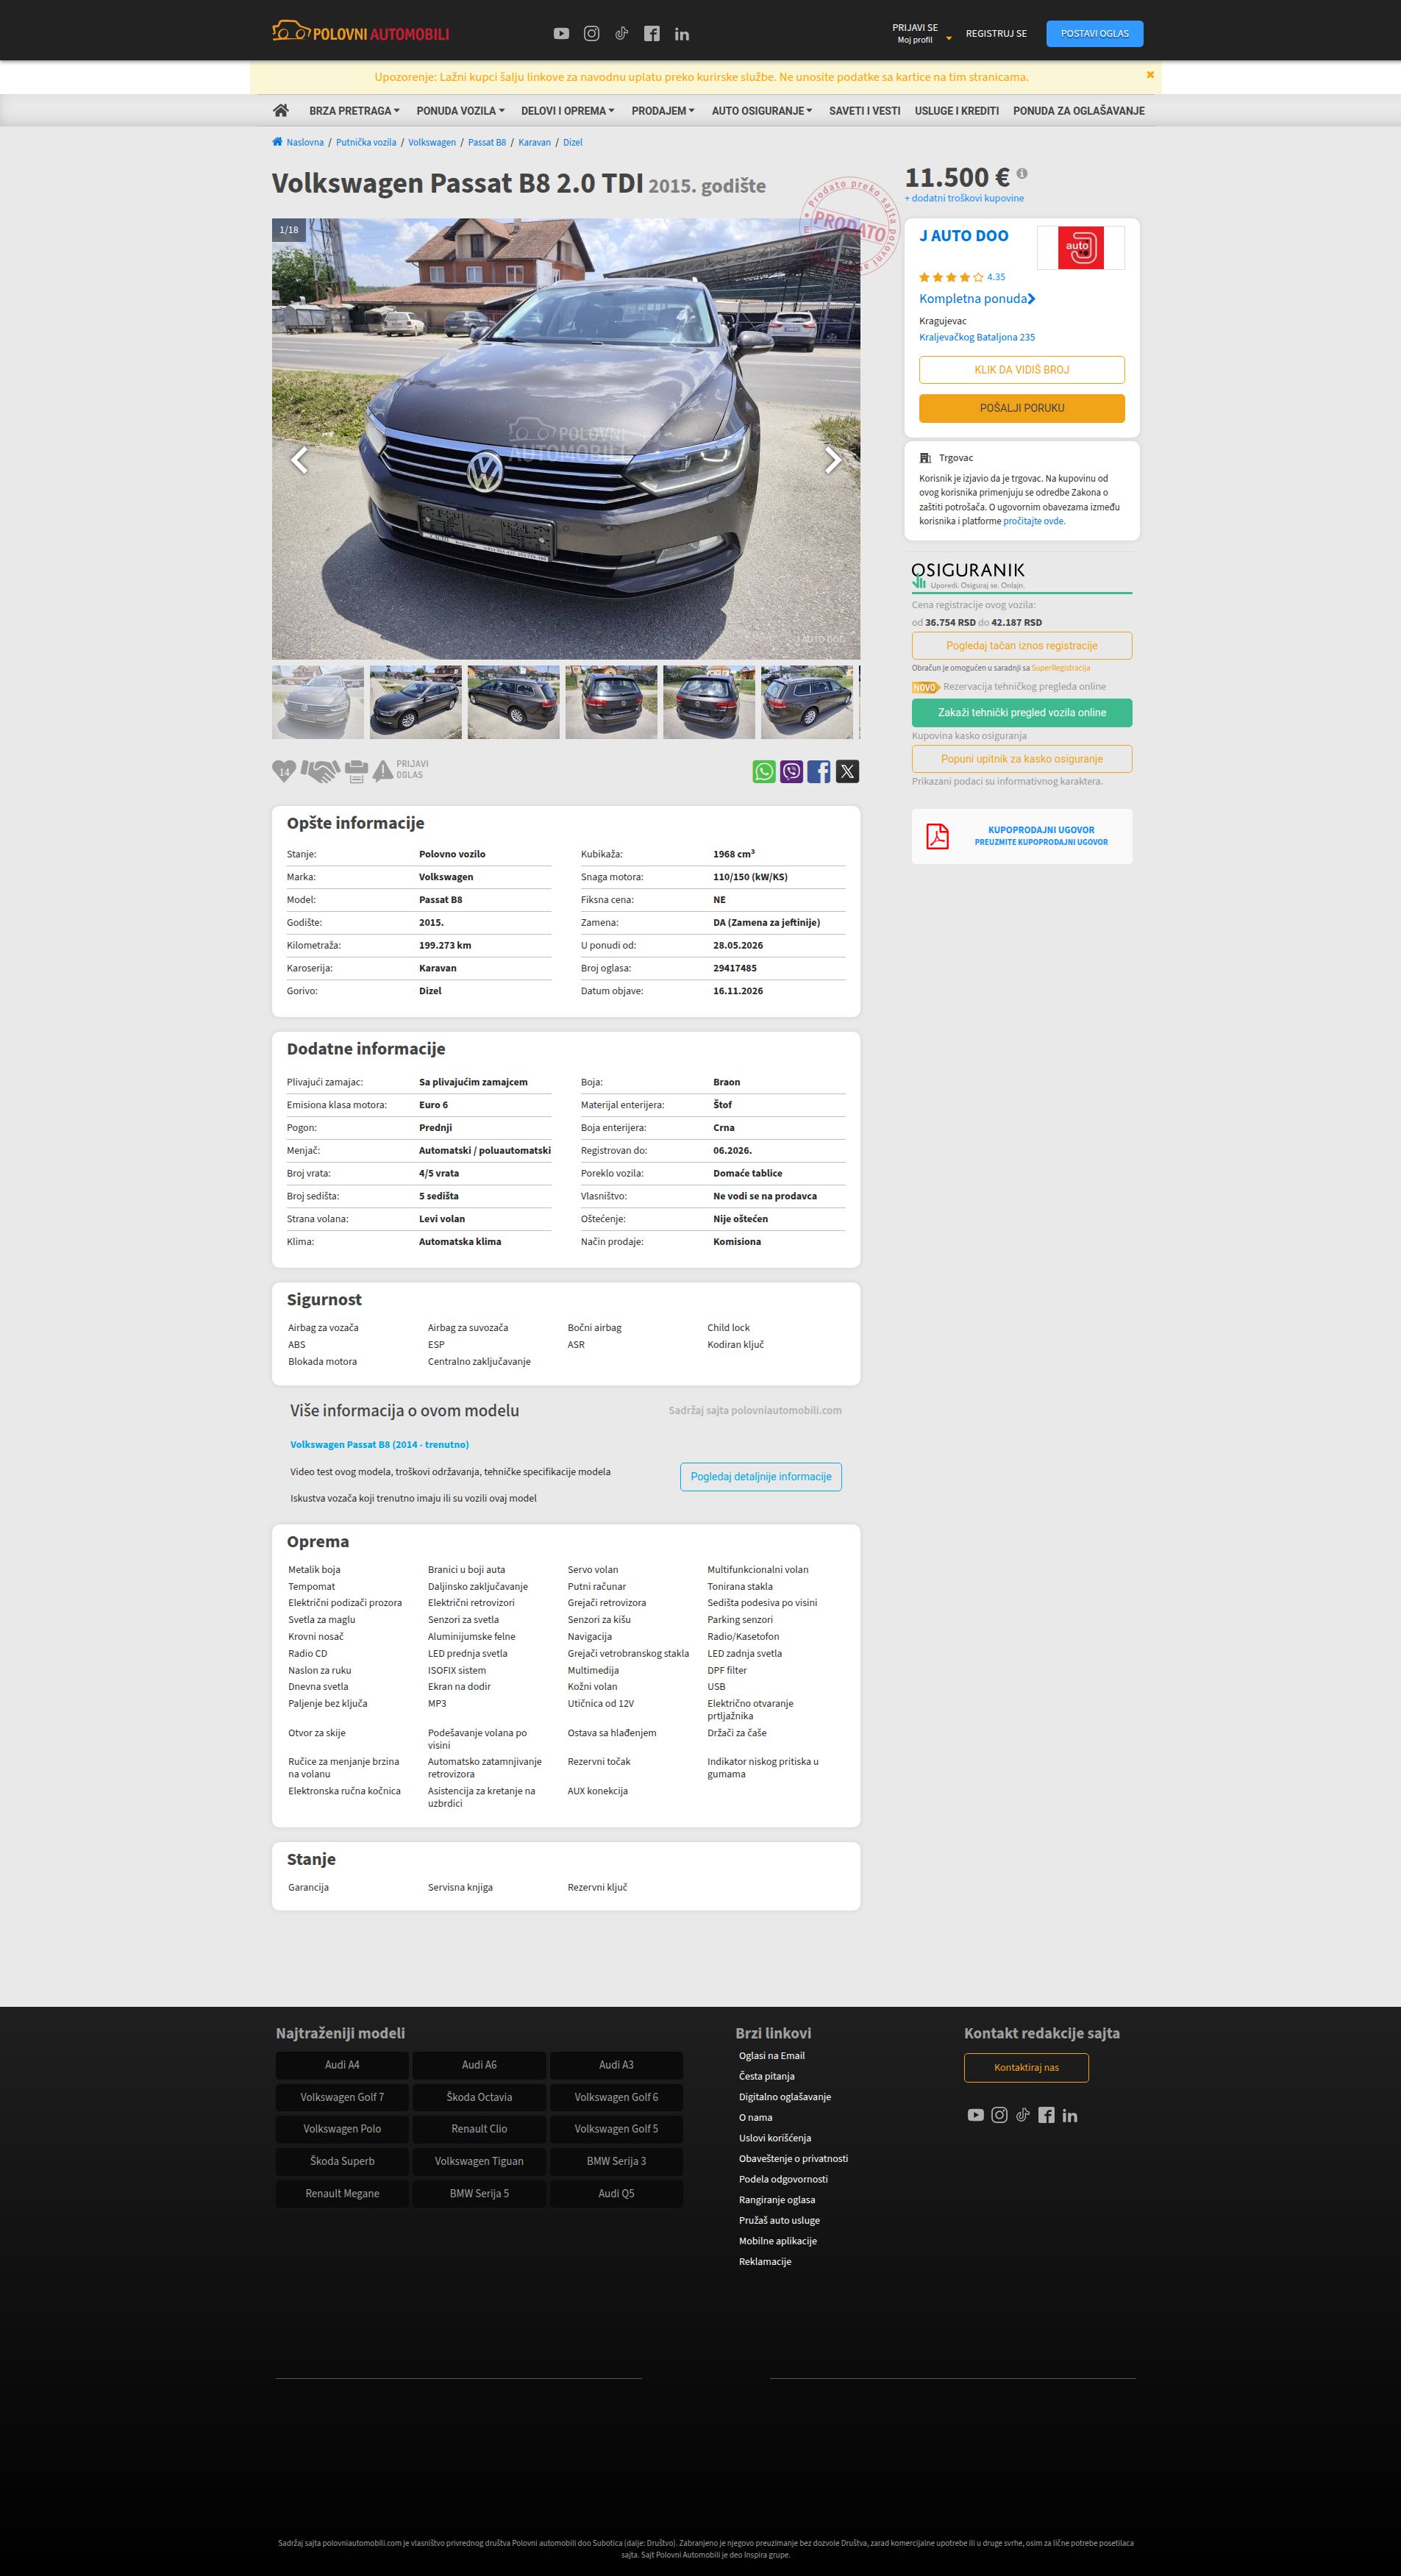 POLOVNI AUTOMOBILI
PRIJAVI SE
Moj profil
REGISTRUJ SE
POSTAVI OGLAS
Upozorenje: Lažni kupci šalju linkove za navodnu uplatu preko kurirske službe. Ne unosite podatke sa kartice na tim stranicama.
BRZA PRETRAGA
PONUDA VOZILA
DELOVI I OPREMA
PRODAJEM
AUTO OSIGURANJE
SAVETI I VESTI
USLUGE I KREDITI
PONUDA ZA OGLAŠAVANJE
Naslovna / Putnička vozila / Volkswagen / Passat B8 / Karavan / Dizel
Volkswagen Passat B8 2.0 TDI 2015. godište
11.500 €
+ dodatni troškovi kupovine
1/18
PRODATO
Prodato preko sajta
POLOVNI
AUTOMOBILI
J AUTO DOO
J AUTO DOO
auto
4.35
Kompletna ponuda
Kragujevac
Kraljevačkog Bataljona 235
KLIK DA VIDIŠ BROJ
POŠALJI PORUKU
Trgovac
Korisnik je izjavio da je trgovac. Na kupovinu od
ovog korisnika primenjuju se odredbe Zakona o
zaštiti potrošača. O ugovornim obavezama između
korisnika i platforme pročitajte ovde.
OSIGURANIK
Uporedi. Osiguraj se. Onlajn.
Cena registracije ovog vozila:
od 36.754 RSD do 42.187 RSD
Pogledaj tačan iznos registracije
Obračun je omogućen u saradnji sa SuperRegistracija
NOVO Rezervacija tehničkog pregleda online
Zakaži tehnički pregled vozila online
Kupovina kasko osiguranja
Popuni upitnik za kasko osiguranje
Prikazani podaci su informativnog karaktera.
KUPOPRODAJNI UGOVOR
PREUZMITE KUPOPRODAJNI UGOVOR
14
PRIJAVI
OGLAS
Opšte informacije
Stanje: Polovno vozilo
Marka: Volkswagen
Model: Passat B8
Godište: 2015.
Kilometraža: 199.273 km
Karoserija: Karavan
Gorivo: Dizel
Kubikaža: 1968 cm³
Snaga motora: 110/150 (kW/KS)
Fiksna cena: NE
Zamena: DA (Zamena za jeftinije)
U ponudi od: 28.05.2026
Broj oglasa: 29417485
Datum objave: 16.11.2026
Dodatne informacije
Plivajući zamajac: Sa plivajućim zamajcem
Emisiona klasa motora: Euro 6
Pogon: Prednji
Menjač: Automatski / poluautomatski
Broj vrata: 4/5 vrata
Broj sedišta: 5 sedišta
Strana volana: Levi volan
Klima: Automatska klima
Boja: Braon
Materijal enterijera: Štof
Boja enterijera: Crna
Registrovan do: 06.2026.
Poreklo vozila: Domaće tablice
Vlasništvo: Ne vodi se na prodavca
Oštećenje: Nije oštećen
Način prodaje: Komisiona
Sigurnost
Airbag za vozača Airbag za suvozača Bočni airbag Child lock
ABS ESP ASR Kodiran ključ
Blokada motora Centralno zaključavanje
Više informacija o ovom modelu
Sadržaj sajta polovniautomobili.com
Volkswagen Passat B8 (2014 - trenutno)
Video test ovog modela, troškovi održavanja, tehničke specifikacije modela
Pogledaj detaljnije informacije
Iskustva vozača koji trenutno imaju ili su vozili ovaj model
Oprema
Metalik boja Branici u boji auta Servo volan Multifunkcionalni volan
Tempomat Daljinsko zaključavanje Putni računar Tonirana stakla
Električni podizači prozora Električni retrovizori Grejači retrovizora Sedišta podesiva po visini
Svetla za maglu Senzori za svetla Senzori za kišu Parking senzori
Krovni nosač Aluminijumske felne Navigacija Radio/Kasetofon
Radio CD LED prednja svetla Grejači vetrobranskog stakla LED zadnja svetla
Naslon za ruku ISOFIX sistem Multimedija DPF filter
Dnevna svetla Ekran na dodir Kožni volan USB
Paljenje bez ključa MP3 Utičnica od 12V Električno otvaranje
prtljažnika
Otvor za skije Podešavanje volana po Ostava sa hlađenjem Držači za čaše
visini
Ručice za menjanje brzina Automatsko zatamnjivanje Rezervni točak Indikator niskog pritiska u
na volanu retrovizora gumama
Elektronska ručna kočnica Asistencija za kretanje na AUX konekcija
uzbrdici
Stanje
Garancija Servisna knjiga Rezervni ključ
Najtraženiji modeli
Audi A4 Audi A6 Audi A3
Volkswagen Golf 7 Škoda Octavia Volkswagen Golf 6
Volkswagen Polo Renault Clio Volkswagen Golf 5
Škoda Superb Volkswagen Tiguan BMW Serija 3
Renault Megane BMW Serija 5 Audi Q5
Brzi linkovi
Oglasi na Email
Česta pitanja
Digitalno oglašavanje
O nama
Uslovi korišćenja
Obaveštenje o privatnosti
Podela odgovornosti
Rangiranje oglasa
Pružaš auto usluge
Mobilne aplikacije
Reklamacije
Kontakt redakcije sajta
Kontaktiraj nas
Sadržaj sajta polovniautomobili.com je vlasništvo privrednog društva Polovni automobili doo Subotica (dalje: Društvo). Zabranjeno je njegovo preuzimanje bez dozvole Društva, zarad komercijalne upotrebe ili u druge svrhe, osim za lične potrebe posetilaca
sajta. Sajt Polovni Automobili je deo Inspira grupe.